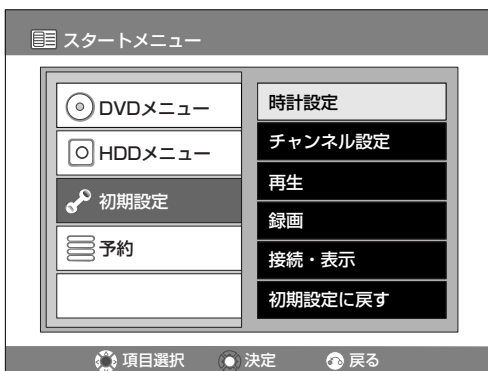 スタートメニュー
DVDメニュー
HDDメニュー
初期設定
予約
時計設定
チャンネル設定
再生
録画
接続・表示
初期設定に戻す
項目選択 決定 戻る